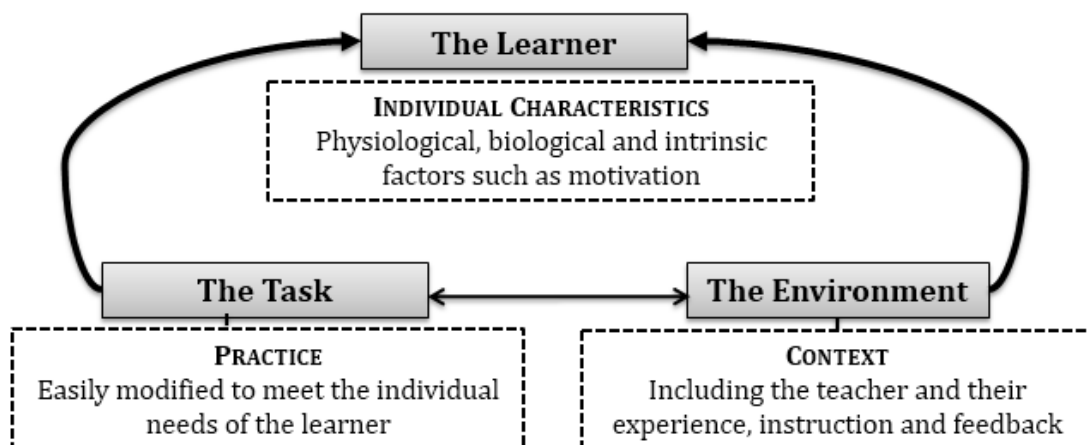 The Learner
INDIVIDUAL CHARACTERISTICS
Physiological, biological and intrinsic
factors such as motivation
The Task
PRACTICE
Easily modified to meet the individual
needs of the learner
The Environment
CONTEXT
Including the teacher and their
experience, instruction and feedback